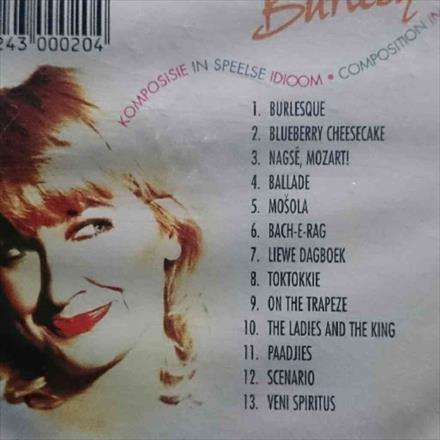 243 000204
KOMPOSISIE IN SPEELSE IDIOOM • COMPOSITION IN
1. BURLESQUE
2. BLUEBERRY CHEESECAKE
3. NAGSÊ, MOZART!
4. BALLADE
5. MOŠOLA
6. BACH-E-RAG
7. LIEWE DAGBOEK
8. TOKTOKKIE
9. ON THE TRAPEZE
10. THE LADIES AND THE KING
11. PAADJIES
12. SCENARIO
13. VENI SPIRITUS